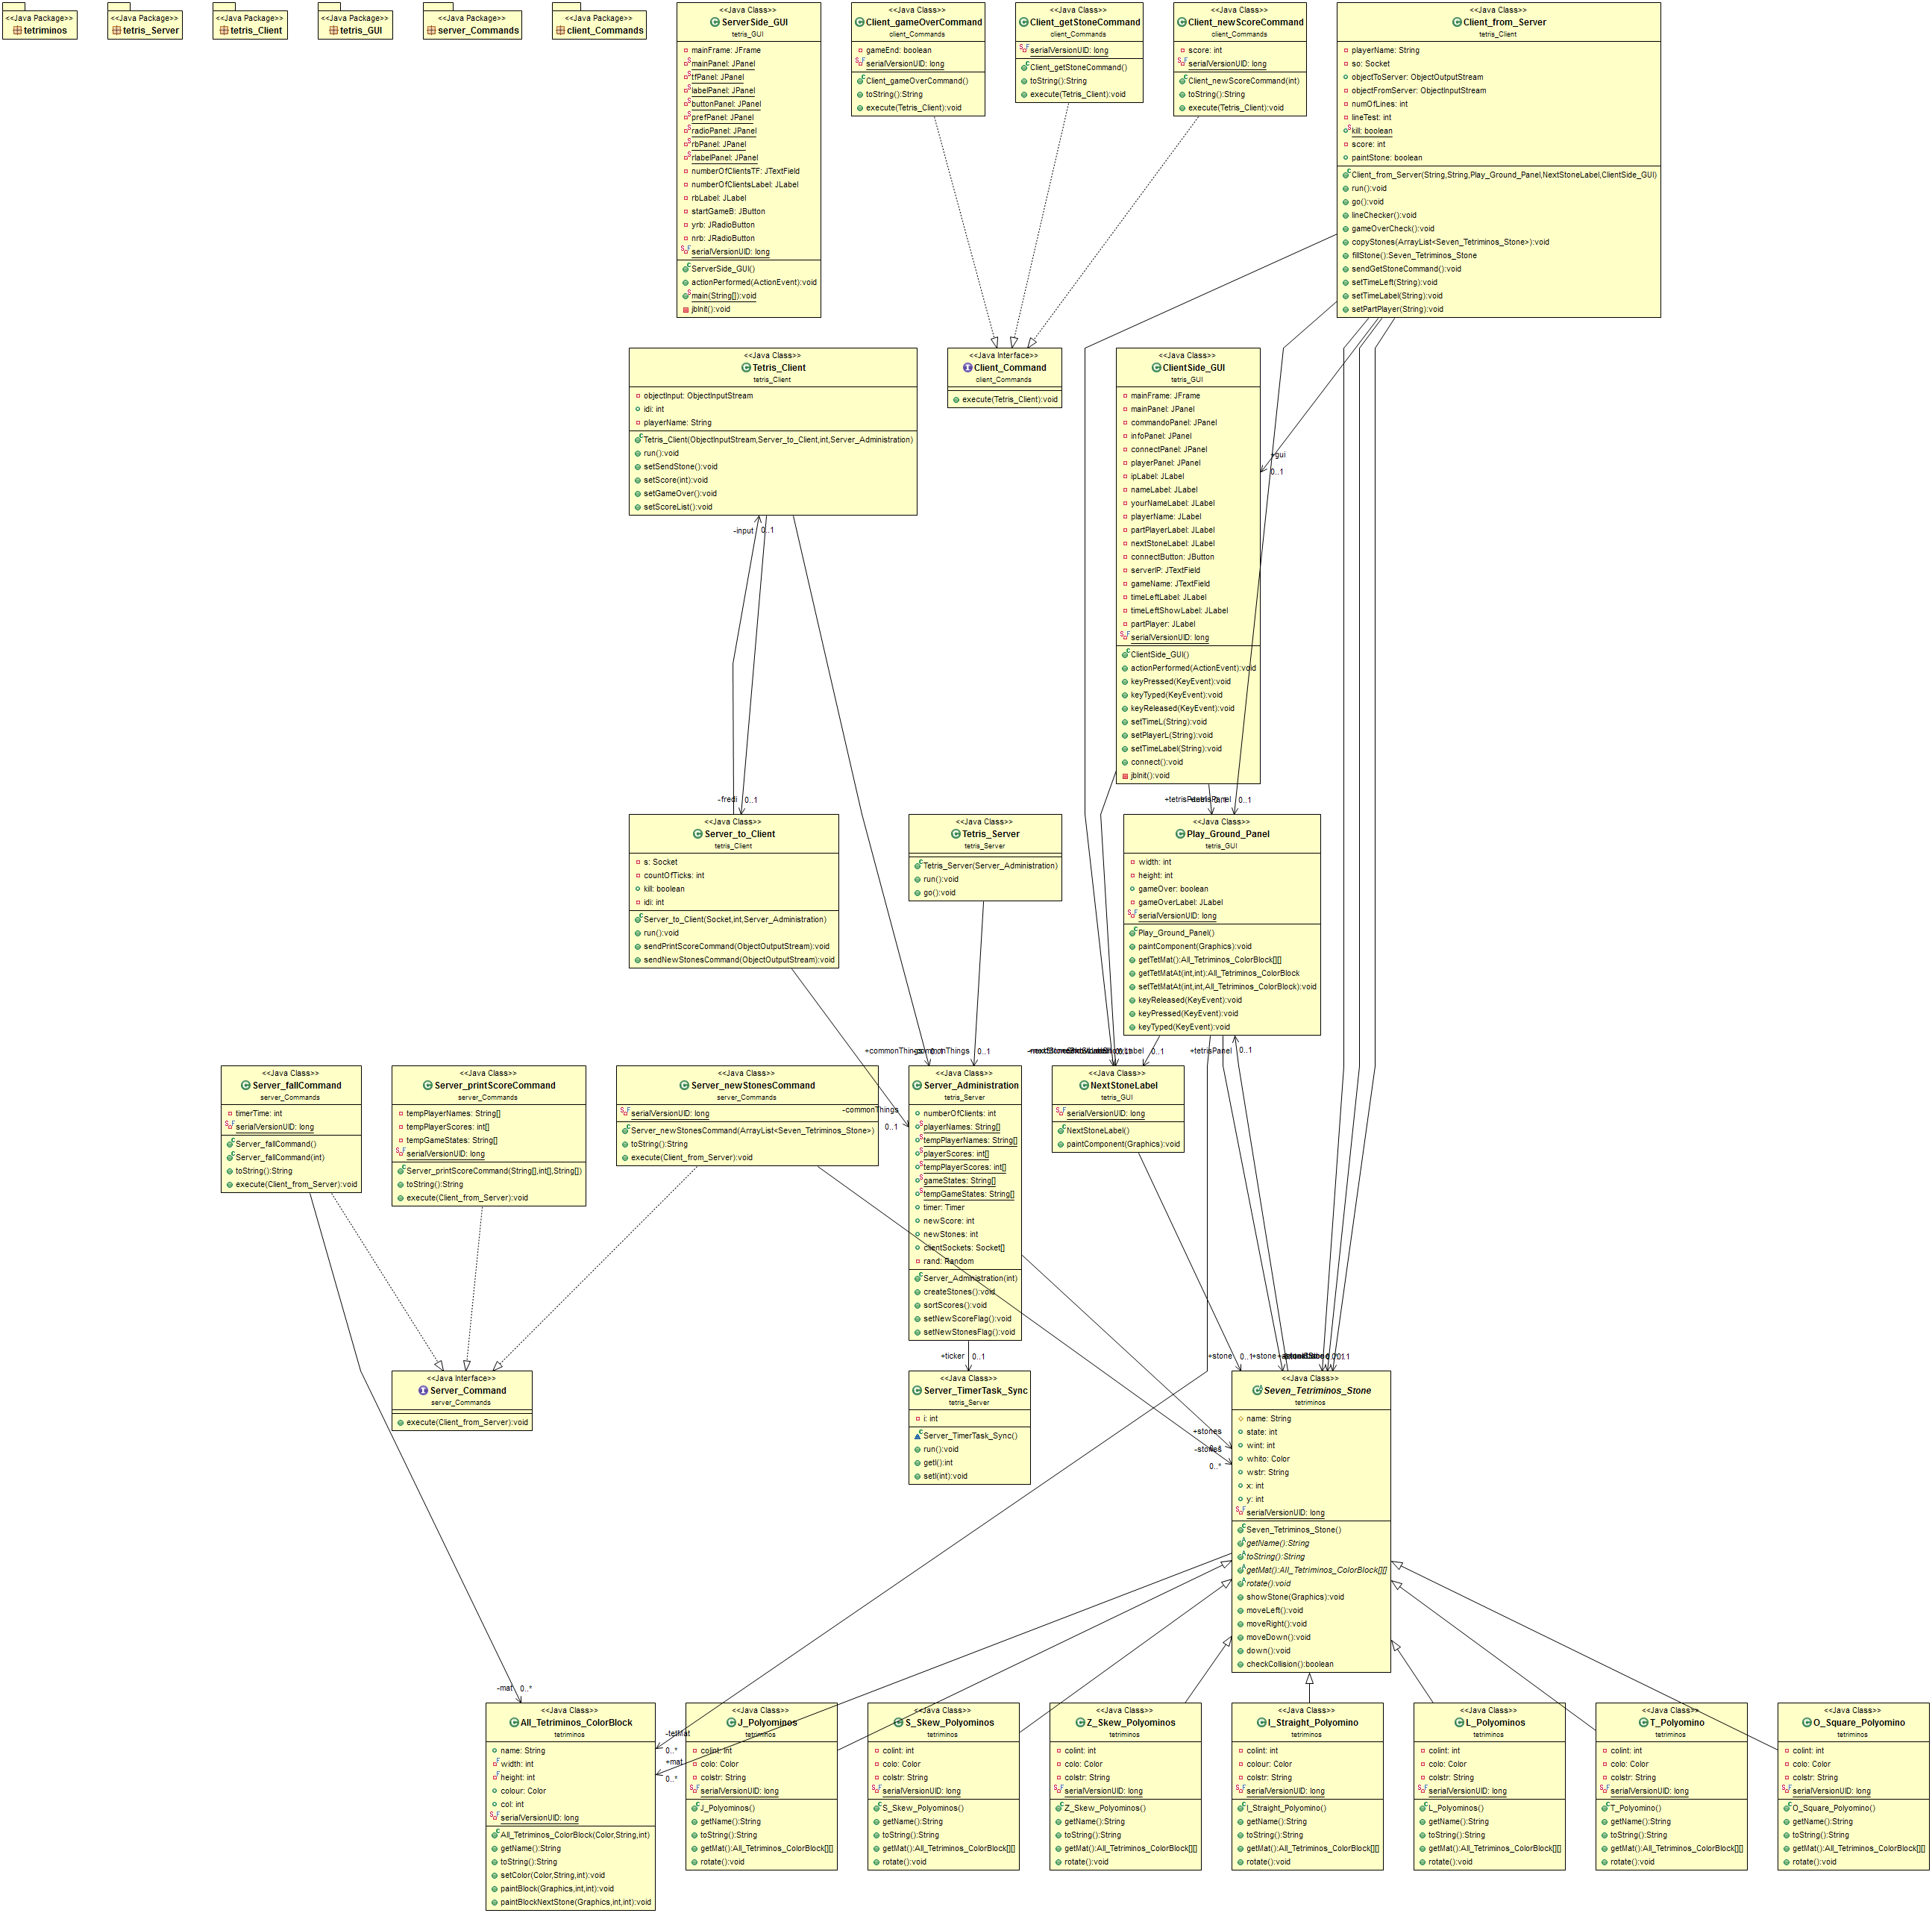 <<Java Package>>
tetriminos
<<Java Package>>
tetris_Server
<<Java Package>>
tetris_Client
<<Java Package>>
tetris_GUI
<<Java Package>>
server_Commands
<<Java Package>>
client_Commands
<<Java Class>>
ServerSide_GUI
tetris_GUI
mainFrame: JFrame
mainPanel: JPanel
tfPanel: JPanel
labelPanel: JPanel
buttonPanel: JPanel
prefPanel: JPanel
radioPanel: JPanel
rbPanel: JPanel
rlabelPanel: JPanel
numberOfClientsTF: JTextField
numberOfClientsLabel: JLabel
rbLabel: JLabel
startGameB: JButton
yrb: JRadioButton
nrb: JRadioButton
serialVersionUID: long
ServerSide_GUI()
actionPerformed(ActionEvent):void
main(String[]):void
jbInit():void
<<Java Class>>
Client_gameOverCommand
client_Commands
gameEnd: boolean
serialVersionUID: long
Client_gameOverCommand()
toString():String
execute(Tetris_Client):void
<<Java Class>>
Client_getStoneCommand
client_Commands
serialVersionUID: long
Client_getStoneCommand()
toString():String
execute(Tetris_Client):void
<<Java Class>>
Client_newScoreCommand
client_Commands
score: int
serialVersionUID: long
Client_newScoreCommand(int)
toString():String
execute(Tetris_Client):void
<<Java Class>>
Client_from_Server
tetris_Client
playerName: String
so: Socket
objectToServer: ObjectOutputStream
objectFromServer: ObjectInputStream
numOfLines: int
lineTest: int
kill: boolean
score: int
paintStone: boolean
Client_from_Server(String,String,Play_Ground_Panel,NextStoneLabel,ClientSide_GUI)
run():void
go():void
lineChecker():void
gameOverCheck():void
copyStones(ArrayList<Seven_Tetriminos_Stone>):void
fillStone():Seven_Tetriminos_Stone
sendGetStoneCommand():void
setTimeLeft(String):void
setTimeLabel(String):void
setPartPlayer(String):void
<<Java Class>>
Tetris_Client
tetris_Client
objectInput: ObjectInputStream
idi: int
playerName: String
Tetris_Client(ObjectInputStream,Server_to_Client,int,Server_Administration)
run():void
setSendStone():void
setScore(int):void
setGameOver():void
setScoreList():void
<<Java Interface>>
Client_Command
client_Commands
execute(Tetris_Client):void
<<Java Class>>
ClientSide_GUI
tetris_GUI
mainFrame: JFrame
mainPanel: JPanel
commandoPanel: JPanel
infoPanel: JPanel
connectPanel: JPanel
playerPanel: JPanel
ipLabel: JLabel
nameLabel: JLabel
yourNameLabel: JLabel
playerName: JLabel
partPlayerLabel: JLabel
nextStoneLabel: JLabel
connectButton: JButton
serverIP: JTextField
gameName: JTextField
timeLeftLabel: JLabel
timeLeftShowLabel: JLabel
partPlayer: JLabel
serialVersionUID: long
ClientSide_GUI()
actionPerformed(ActionEvent):void
keyPressed(KeyEvent):void
keyTyped(KeyEvent):void
keyReleased(KeyEvent):void
setTimeL(String):void
setPlayerL(String):void
setTimeLabel(String):void
connect():void
jbInit():void
+gui
0..1
-input 0..1
-fredi 0..1
0..1
<<Java Class>>
Server_to_Client
tetris_Client
s: Socket
countOfTicks: int
kill: boolean
idi: int
Server_to_Client(Socket,int,Server_Administration)
run():void
sendPrintScoreCommand(ObjectOutputStream):void
sendNewStonesCommand(ObjectOutputStream):void
<<Java Class>>
Tetris_Server
tetris_Server
Tetris_Server(Server_Administration)
run():void
go():void
<<Java Class>>
Play_Ground_Panel
tetris_GUI
width: int
height: int
gameOver: boolean
gameOverLabel: JLabel
serialVersionUID: long
Play_Ground_Panel()
paintComponent(Graphics):void
getTetMat():All_Tetriminos_ColorBlock[][]
getTetMatAt(int,int):All_Tetriminos_ColorBlock
setTetMatAt(int,int,All_Tetriminos_ColorBlock):void
keyReleased(KeyEvent):void
keyPressed(KeyEvent):void
keyTyped(KeyEvent):void
+commonThings 0..1
0..1
+tetrisPanel 0..1
<<Java Class>>
Server_fallCommand
server_Commands
timerTime: int
serialVersionUID: long
Server_fallCommand()
Server_fallCommand(int)
toString():String
execute(Client_from_Server):void
<<Java Class>>
Server_printScoreCommand
server_Commands
tempPlayerNames: String[]
tempPlayerScores: int[]
tempGameStates: String[]
serialVersionUID: long
Server_printScoreCommand(String[],int[],String[])
toString():String
execute(Client_from_Server):void
<<Java Class>>
Server_newStonesCommand
server_Commands
serialVersionUID: long
Server_newStonesCommand(ArrayList<Seven_Tetriminos_Stone>)
toString():String
execute(Client_from_Server):void
-commonThings
0..1
<<Java Class>>
Server_Administration
tetris_Server
numberOfClients: int
playerNames: String[]
tempPlayerNames: String[]
playerScores: int[]
tempPlayerScores: int[]
gameStates: String[]
tempGameStates: String[]
timer: Timer
newScore: int
newStones: int
clientSockets: Socket[]
rand: Random
Server_Administration(int)
createStones():void
sortScores():void
setNewScoreFlag():void
setNewStonesFlag():void
<<Java Class>>
NextStoneLabel
tetris_GUI
serialVersionUID: long
NextStoneLabel()
paintComponent(Graphics):void
+ticker 0..1
+stone 0..1
+stone
<<Java Interface>>
Server_Command
server_Commands
execute(Client_from_Server):void
<<Java Class>>
Server_TimerTask_Sync
tetris_Server
i: int
Server_TimerTask_Sync()
run():void
getI():int
setI(int):void
+stones
-stones
0..*
<<Java Class>>
Seven_Tetriminos_Stone
tetriminos
name: String
state: int
wint: int
whito: Color
wstr: String
x: int
y: int
serialVersionUID: long
Seven_Tetriminos_Stone()
getName():String
toString():String
getMat():All_Tetriminos_ColorBlock[][]
rotate():void
showStone(Graphics):void
moveLeft():void
moveRight():void
moveDown():void
down():void
checkCollision():boolean
-mat 0..*
<<Java Class>>
All_Tetriminos_ColorBlock
tetriminos
name: String
width: int
height: int
colour: Color
col: int
serialVersionUID: long
All_Tetriminos_ColorBlock(Color,String,int)
getName():String
toString():String
setColor(Color,String,int):void
paintBlock(Graphics,int,int):void
paintBlockNextStone(Graphics,int,int):void
-tetMat
0..*
+mat
0..*
<<Java Class>>
J_Polyominos
tetriminos
colint: int
colo: Color
colstr: String
serialVersionUID: long
J_Polyominos()
getName():String
toString():String
getMat():All_Tetriminos_ColorBlock[][]
rotate():void
<<Java Class>>
S_Skew_Polyominos
tetriminos
colint: int
colo: Color
colstr: String
serialVersionUID: long
S_Skew_Polyominos()
getName():String
toString():String
getMat():All_Tetriminos_ColorBlock[][]
rotate():void
<<Java Class>>
Z_Skew_Polyominos
tetriminos
colint: int
colo: Color
colstr: String
serialVersionUID: long
Z_Skew_Polyominos()
getName():String
toString():String
getMat():All_Tetriminos_ColorBlock[][]
rotate():void
<<Java Class>>
I_Straight_Polyomino
tetriminos
colint: int
colour: Color
colstr: String
serialVersionUID: long
I_Straight_Polyomino()
getName():String
toString():String
getMat():All_Tetriminos_ColorBlock[][]
rotate():void
<<Java Class>>
L_Polyominos
tetriminos
colint: int
colo: Color
colstr: String
serialVersionUID: long
L_Polyominos()
getName():String
toString():String
getMat():All_Tetriminos_ColorBlock[][]
rotate():void
<<Java Class>>
T_Polyomino
tetriminos
colint: int
colo: Color
colstr: String
serialVersionUID: long
T_Polyomino()
getName():String
toString():String
getMat():All_Tetriminos_ColorBlock[][]
rotate():void
<<Java Class>>
O_Square_Polyomino
tetriminos
colint: int
colo: Color
colstr: String
serialVersionUID: long
O_Square_Polyomino()
getName():String
toString():String
getMat():All_Tetriminos_ColorBlock[][]
rotate():void